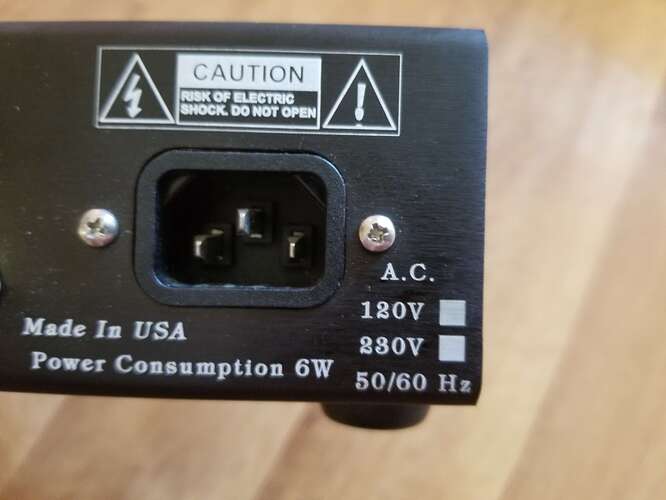 CAUTION
RISK OF ELECTRIC
SHOCK. DO NOT OPEN
A.C.
120V
230V
50/60 Hz
Made In USA
Power Consumption 6W